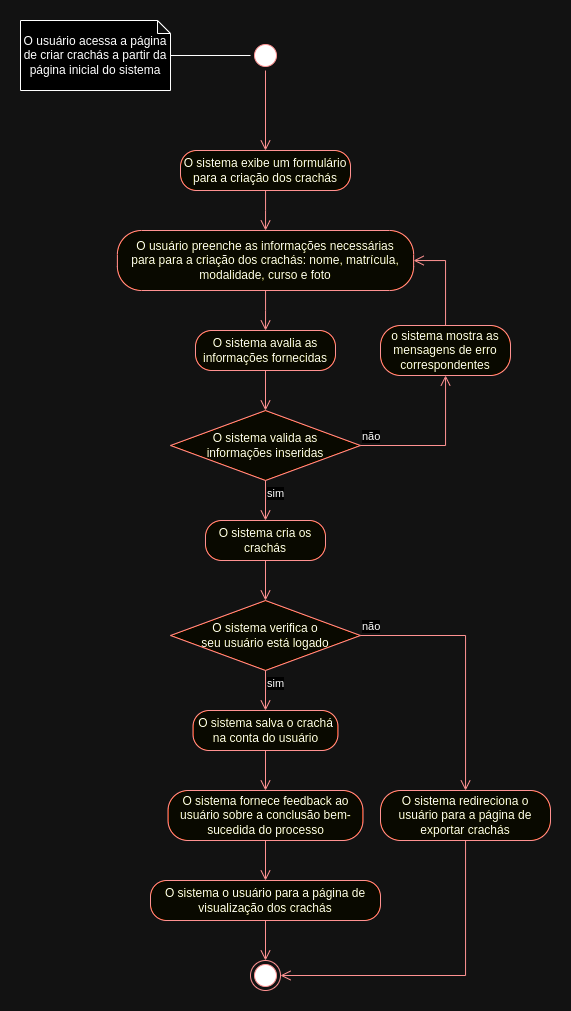 O usuário acessa a página
de criar crachás a partir da
página inicial do sistema
O sistema exibe um formulário
para a criação dos crachás
O usuário preenche as informações necessárias
para para a criação dos crachás: nome, matrícula,
modalidade, curso e foto
O sistema avalia as
informações fornecidas
o sistema mostra as
mensagens de erro
correspondentes
O sistema valida as
informações inseridas
não
sim
O sistema cria os
crachás
O sistema verifica o
seu usuário está logado
não
sim
O sistema salva o crachá
na conta do usuário
O sistema fornece feedback ao
usuário sobre a conclusão bem-
sucedida do processo
O sistema redireciona o
usuário para a página de
exportar crachás
O sistema o usuário para a página de
visualização dos crachás